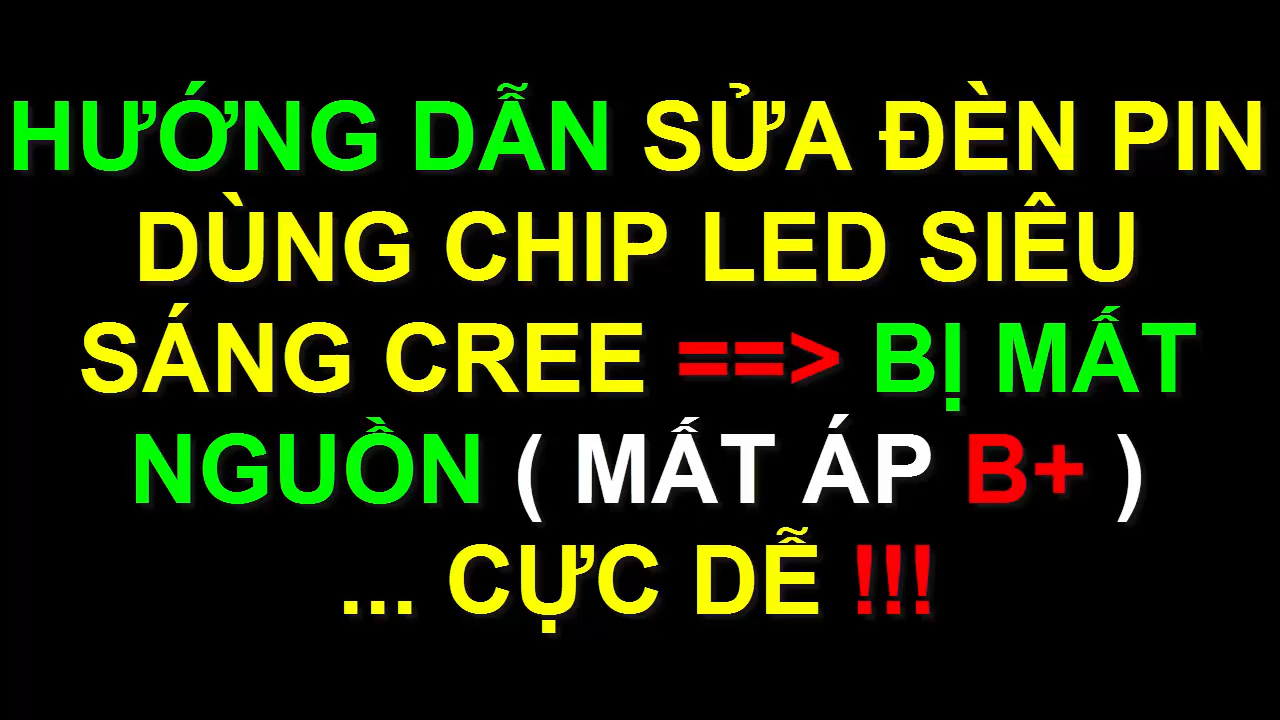 HƯỚNG DẪN SỬA ĐÈN PIN
DÙNG CHIP LED SIÊU
SÁNG CREE ==> BỊ MẤT
NGUỒN ( MẤT ÁP B+ )
... CỰC DỄ !!!